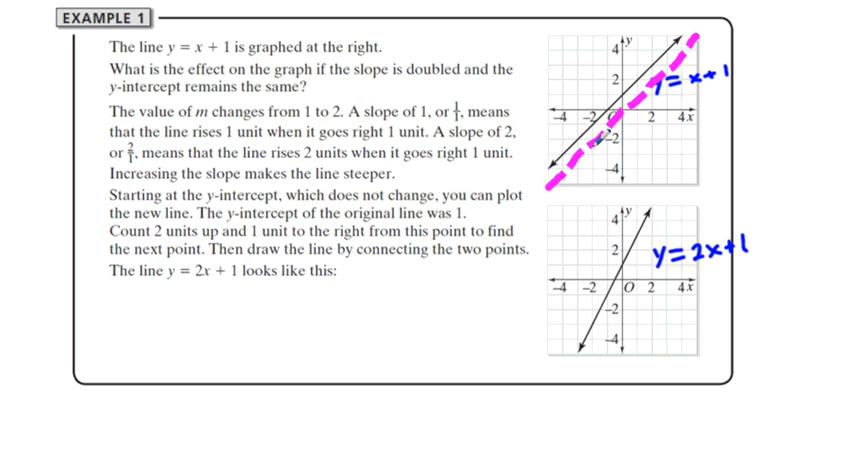 EXAMPLE 1
The line y = x + 1 is graphed at the right.
What is the effect on the graph if the slope is doubled and the
y-intercept remains the same?
The value of m changes from 1 to 2. A slope of 1, or 1/1, means
that the line rises 1 unit when it goes right 1 unit. A slope of 2,
or 2/1, means that the line rises 2 units when it goes right 1 unit.
Increasing the slope makes the line steeper.
Starting at the y-intercept, which does not change, you can plot
the new line. The y-intercept of the original line was 1.
Count 2 units up and 1 unit to the right from this point to find
the next point. Then draw the line by connecting the two points.
The line y = 2x + 1 looks like this:
4 y
2
y = x + 1
-4 -2 2 4 x
-2
-4
4 y
2
y = 2x + 1
-4 -2 O 2 4 x
-2
-4